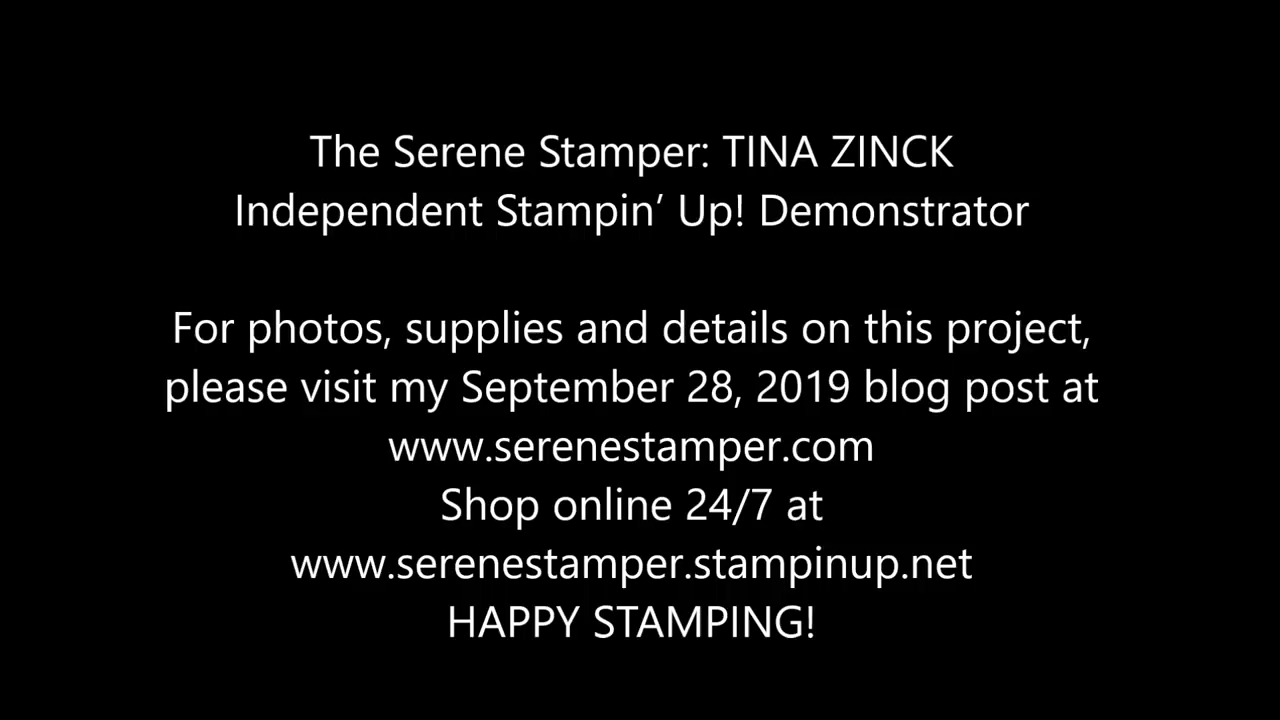 The Serene Stamper: TINA ZINCK
Independent Stampin’ Up! Demonstrator
For photos, supplies and details on this project,
please visit my September 28, 2019 blog post at
www.serenestamper.com
Shop online 24/7 at
www.serenestamper.stampinup.net
HAPPY STAMPING!